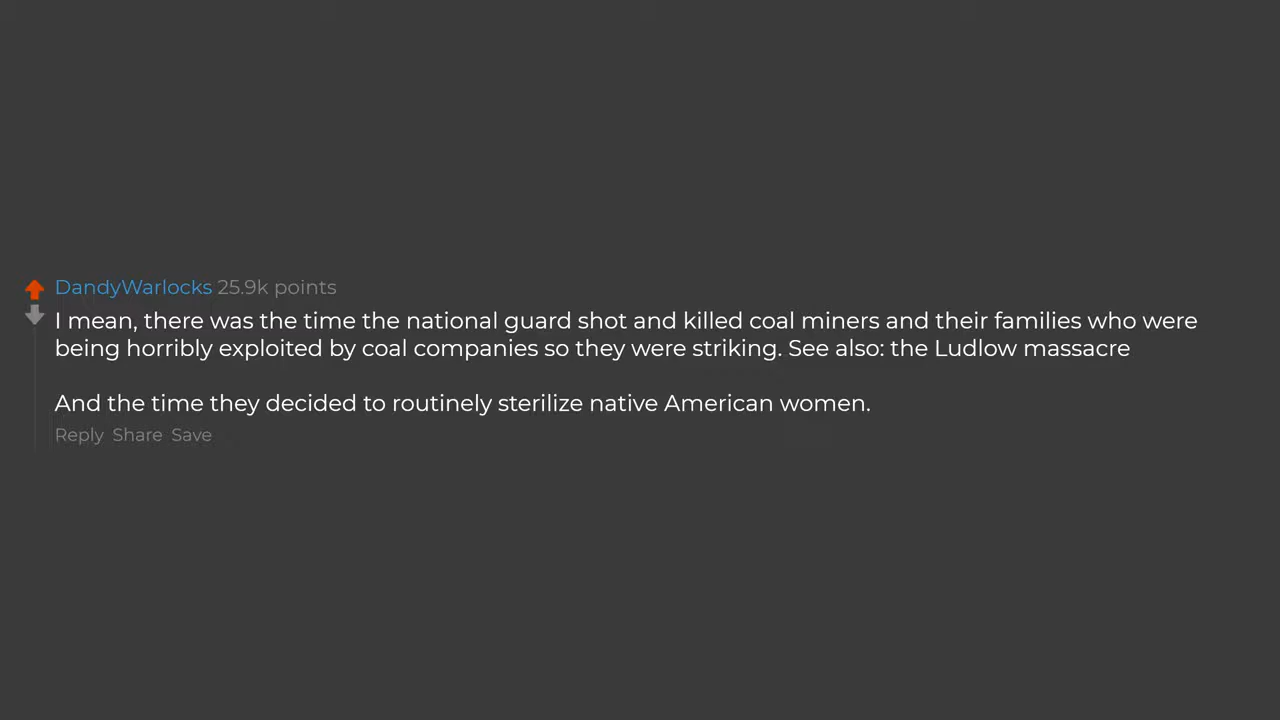 DandyWarlocks 25.9k points
I mean, there was the time the national guard shot and killed coal miners and their families who were
being horribly exploited by coal companies so they were striking. See also: the Ludlow massacre
And the time they decided to routinely sterilize native American women.
Reply Share Save